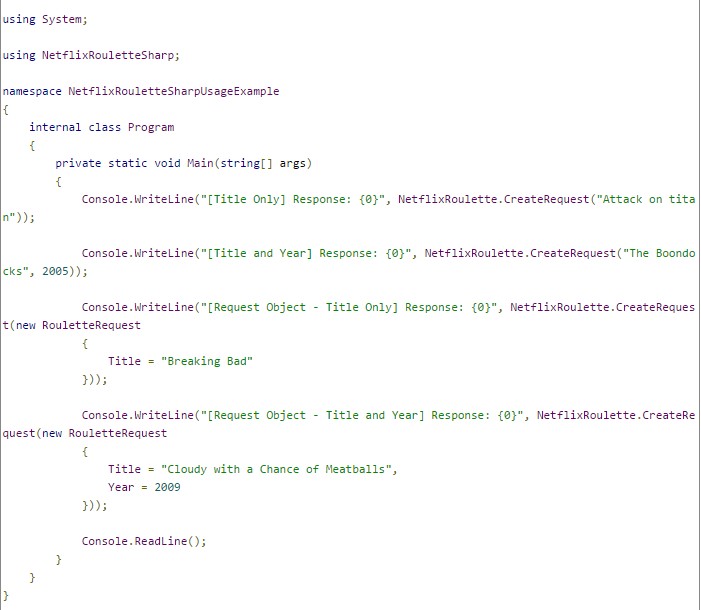 using System;
using NetflixRouletteSharp;
namespace NetflixRouletteSharpUsageExample
{
    internal class Program
    {
        private static void Main(string[] args)
        {
            Console.WriteLine("[Title Only] Response: {0}", NetflixRoulette.CreateRequest("Attack on tita
n"));
            Console.WriteLine("[Title and Year] Response: {0}", NetflixRoulette.CreateRequest("The Boondo
cks", 2005));
            Console.WriteLine("[Request Object - Title Only] Response: {0}", NetflixRoulette.CreateReques
t(new RouletteRequest
            {
                Title = "Breaking Bad"
            }));
            Console.WriteLine("[Request Object - Title and Year] Response: {0}", NetflixRoulette.CreateRe
quest(new RouletteRequest
            {
                Title = "Cloudy with a Chance of Meatballs",
                Year = 2009
            }));
            Console.ReadLine();
        }
    }
}